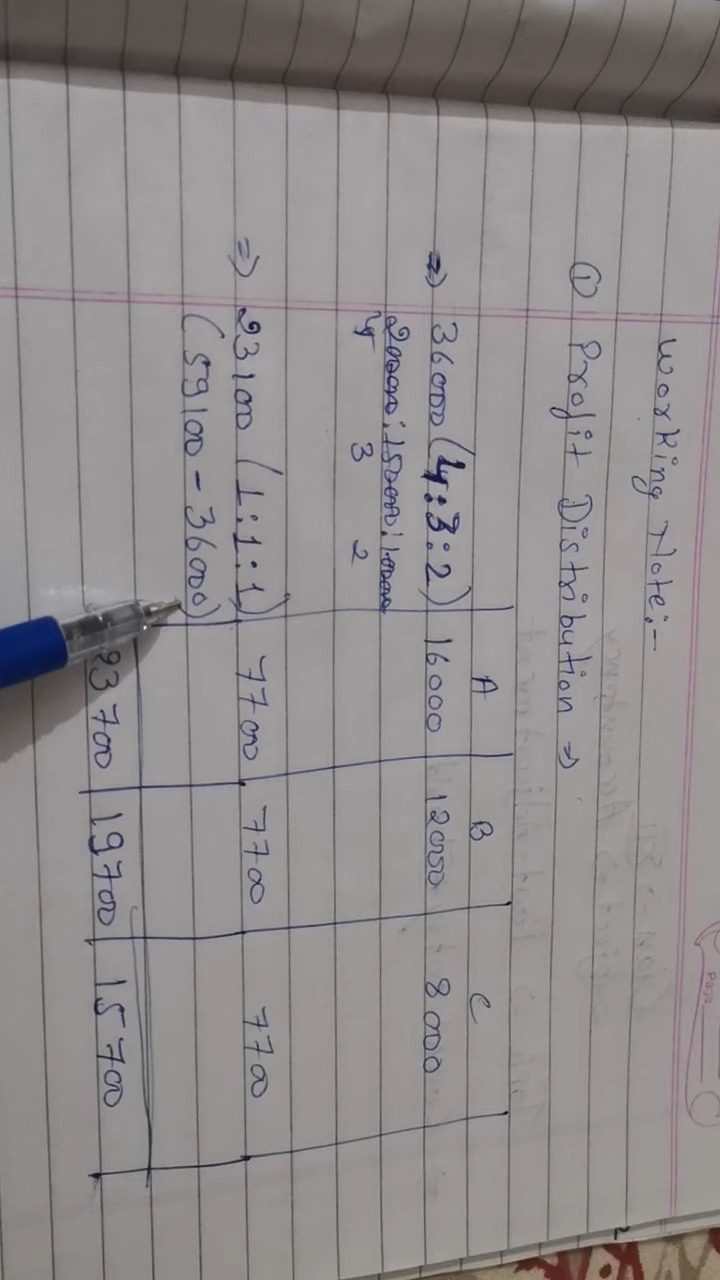 Page
Working Note:-
① Profit Distribution ⇒
A B C
⇒ 36000 (4:3:2) 16000 12000 8000
20000:15000:10000
4 3 2
⇒ 23100 (1:1:1) 7700 7700 7700
(59100 - 36000)
23700 19700 15700